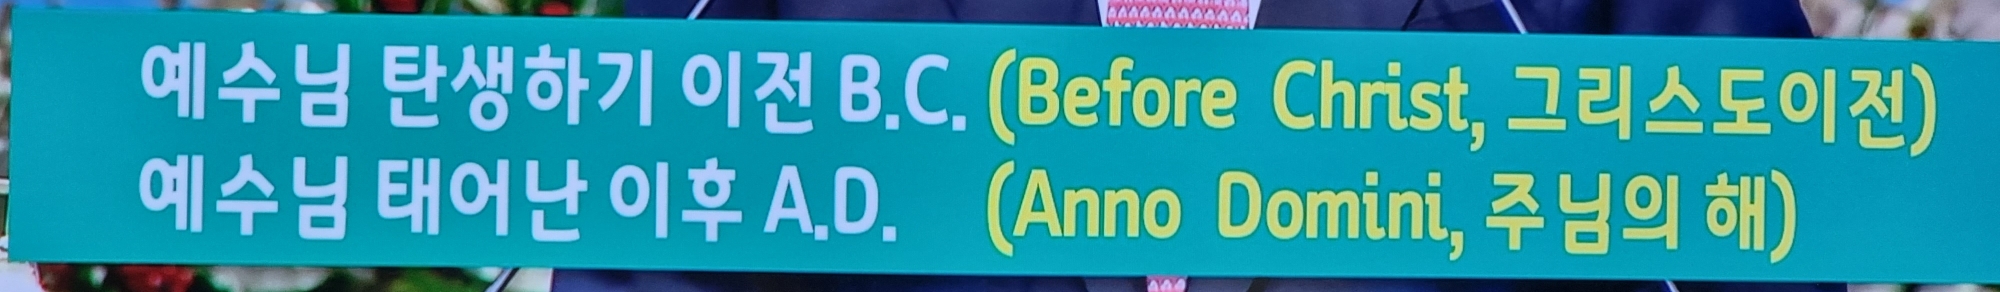 예수님 탄생하기 이전 B.C. (Before Christ, 그리스도이전)
예수님 태어난 이후 A.D. (Anno Domini, 주님의 해)